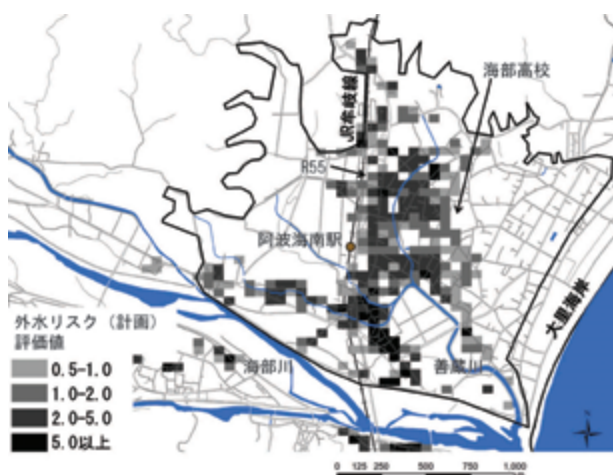 JR牟岐線
海部高校
R55
阿波海南駅
大里海岸
外水リスク（計画）
評価値
0.5-1.0
1.0-2.0
2.0-5.0
5.0以上
海部川
善蔵川
0 125 250 500 750 1,000